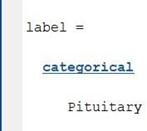 label =
categorical
Pituitary